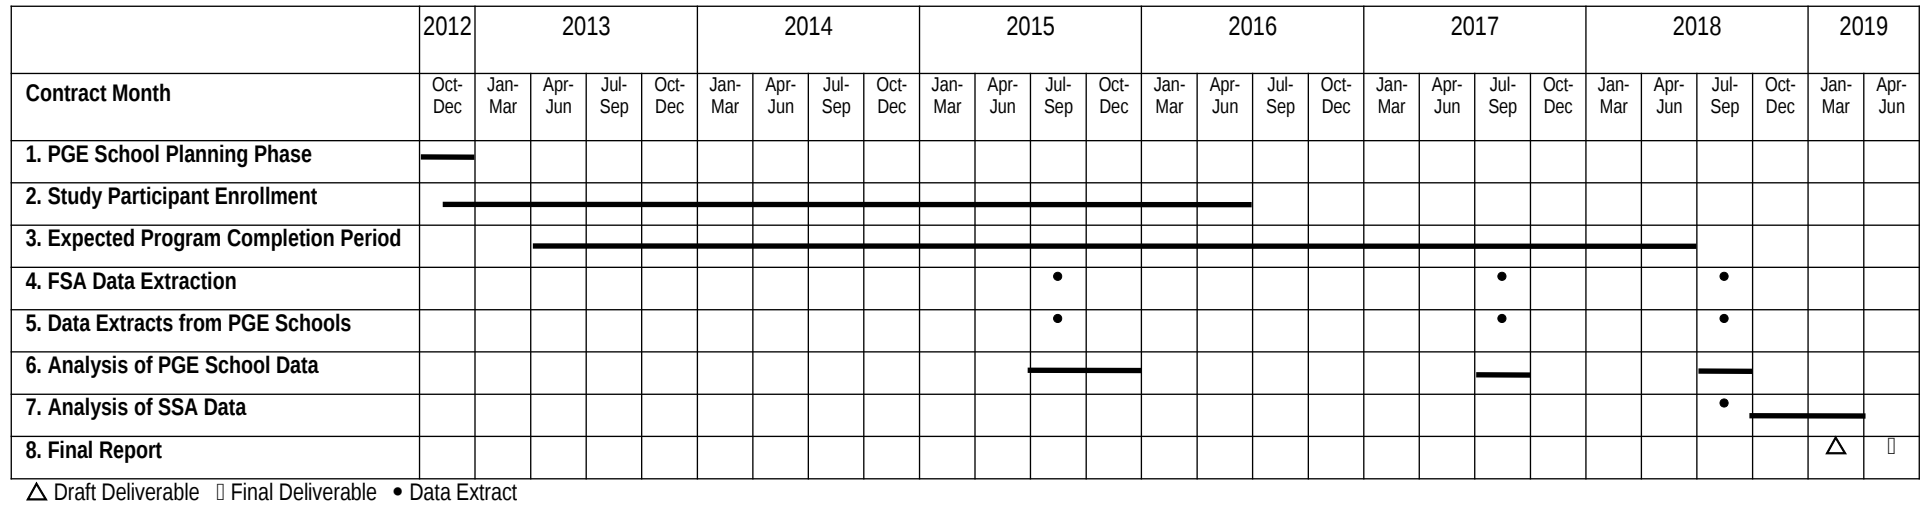 2012 2013 2014 2015 2016 2017 2018 2019
Contract Month
Oct- Jan- Apr- Jul- Oct- Jan- Apr- Jul- Oct- Jan- Apr- Jul- Oct- Jan- Apr- Jul- Oct- Jan- Apr- Jul- Oct- Jan- Apr- Jul- Oct- Jan- Apr-
Dec Mar Jun Sep Dec Mar Jun Sep Dec Mar Jun Sep Dec Mar Jun Sep Dec Mar Jun Sep Dec Mar Jun Sep Dec Mar Jun
1. PGE School Planning Phase
2. Study Participant Enrollment
3. Expected Program Completion Period
4. FSA Data Extraction
5. Data Extracts from PGE Schools
6. Analysis of PGE School Data
7. Analysis of SSA Data
8. Final Report
△ Draft Deliverable ▯ Final Deliverable • Data Extract